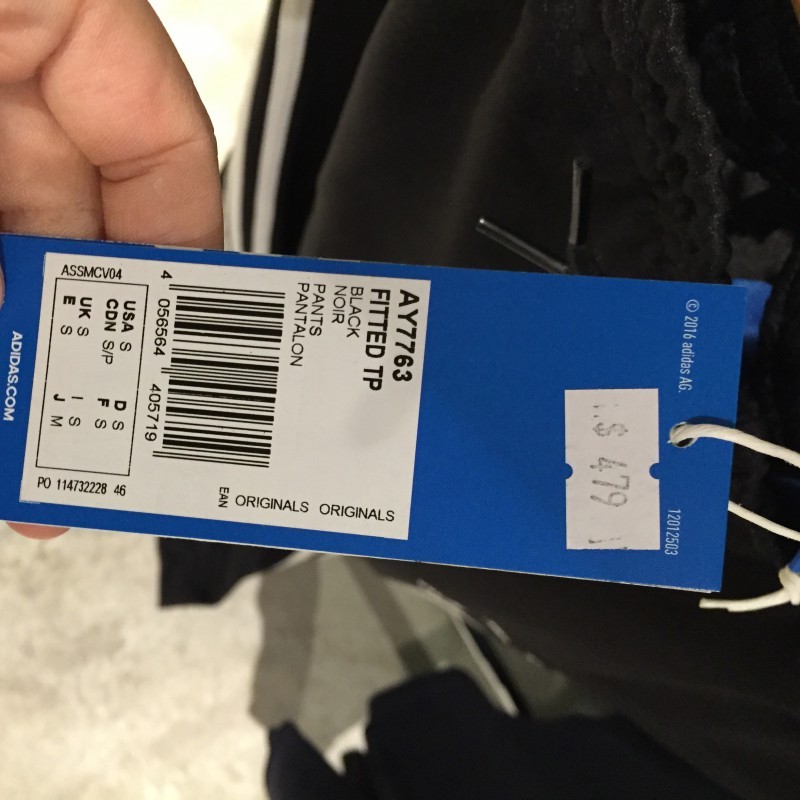 AY7763
FITTED TP
BLACK
NOIR
PANTS
PANTALON
4 056564 405719
EAN
ORIGINALS ORIGINALS
ASSMCV04
USA S D S
CDN S/P F S
UK S I S
E S J M
PO 114732228 46
ADIDAS.COM
© 2016 adidas AG.
$ 479
12012503